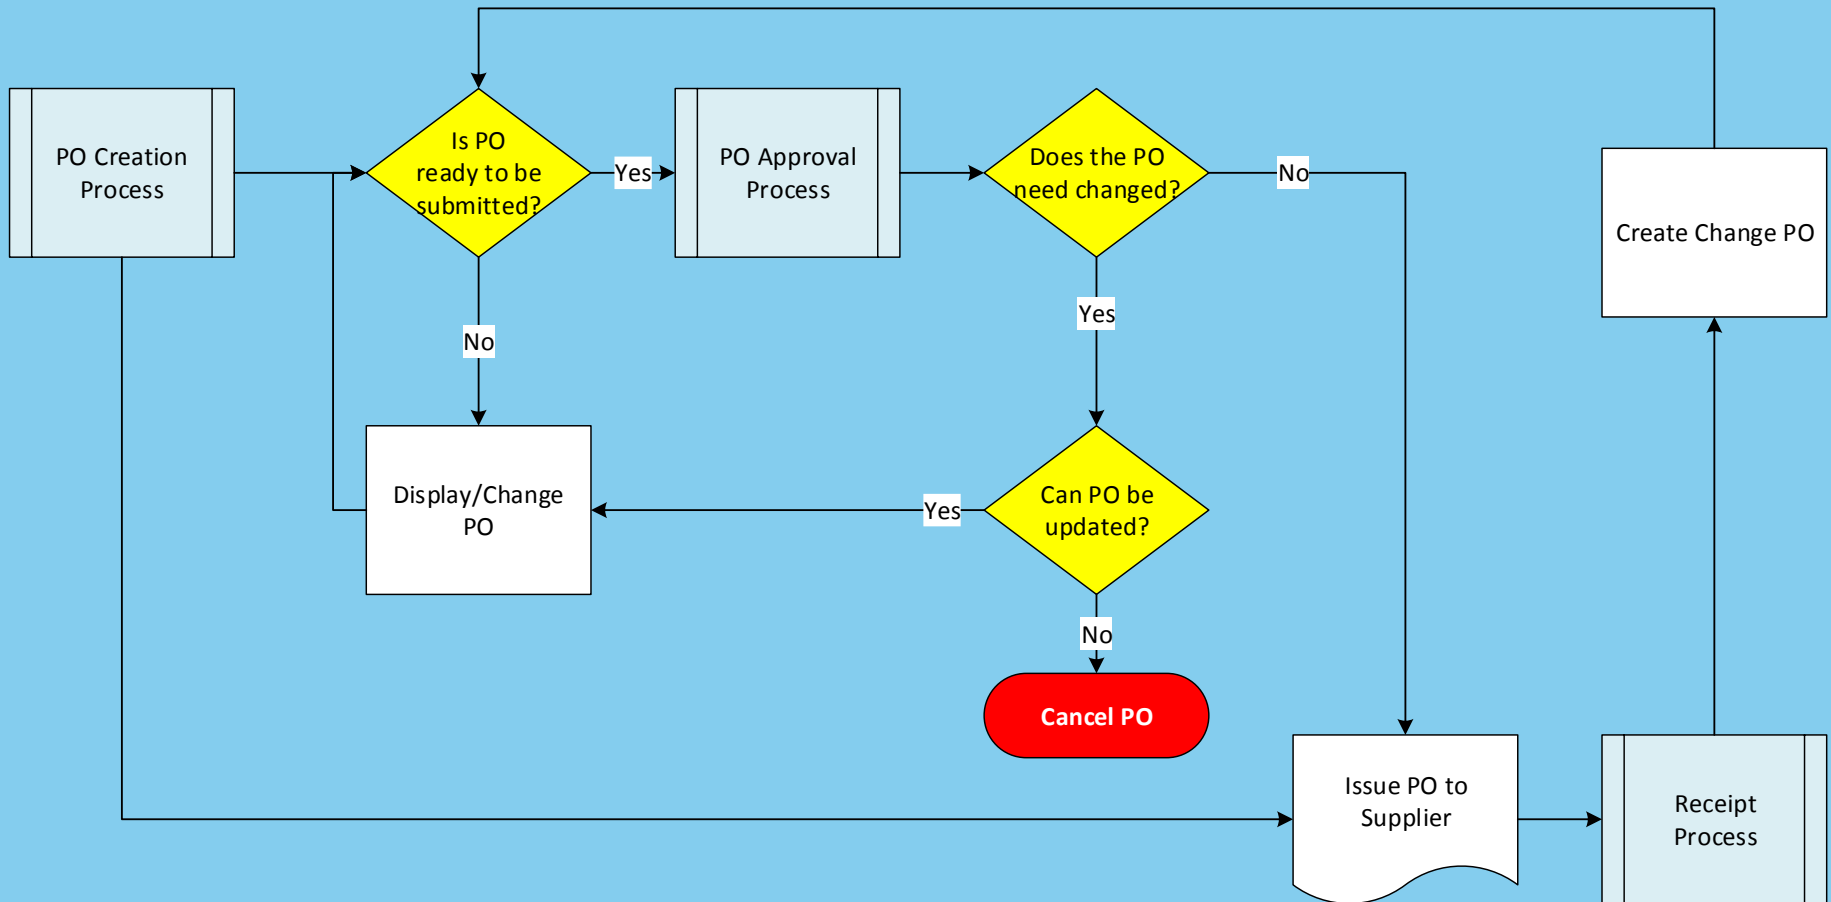 PO Creation
Process
Is PO
ready to be
submitted?
Yes
PO Approval
Process
Does the PO
need changed?
No
Create Change PO
No
Yes
Display/Change
PO
Yes
Can PO be
updated?
No
Cancel PO
Issue PO to
Supplier
Receipt
Process